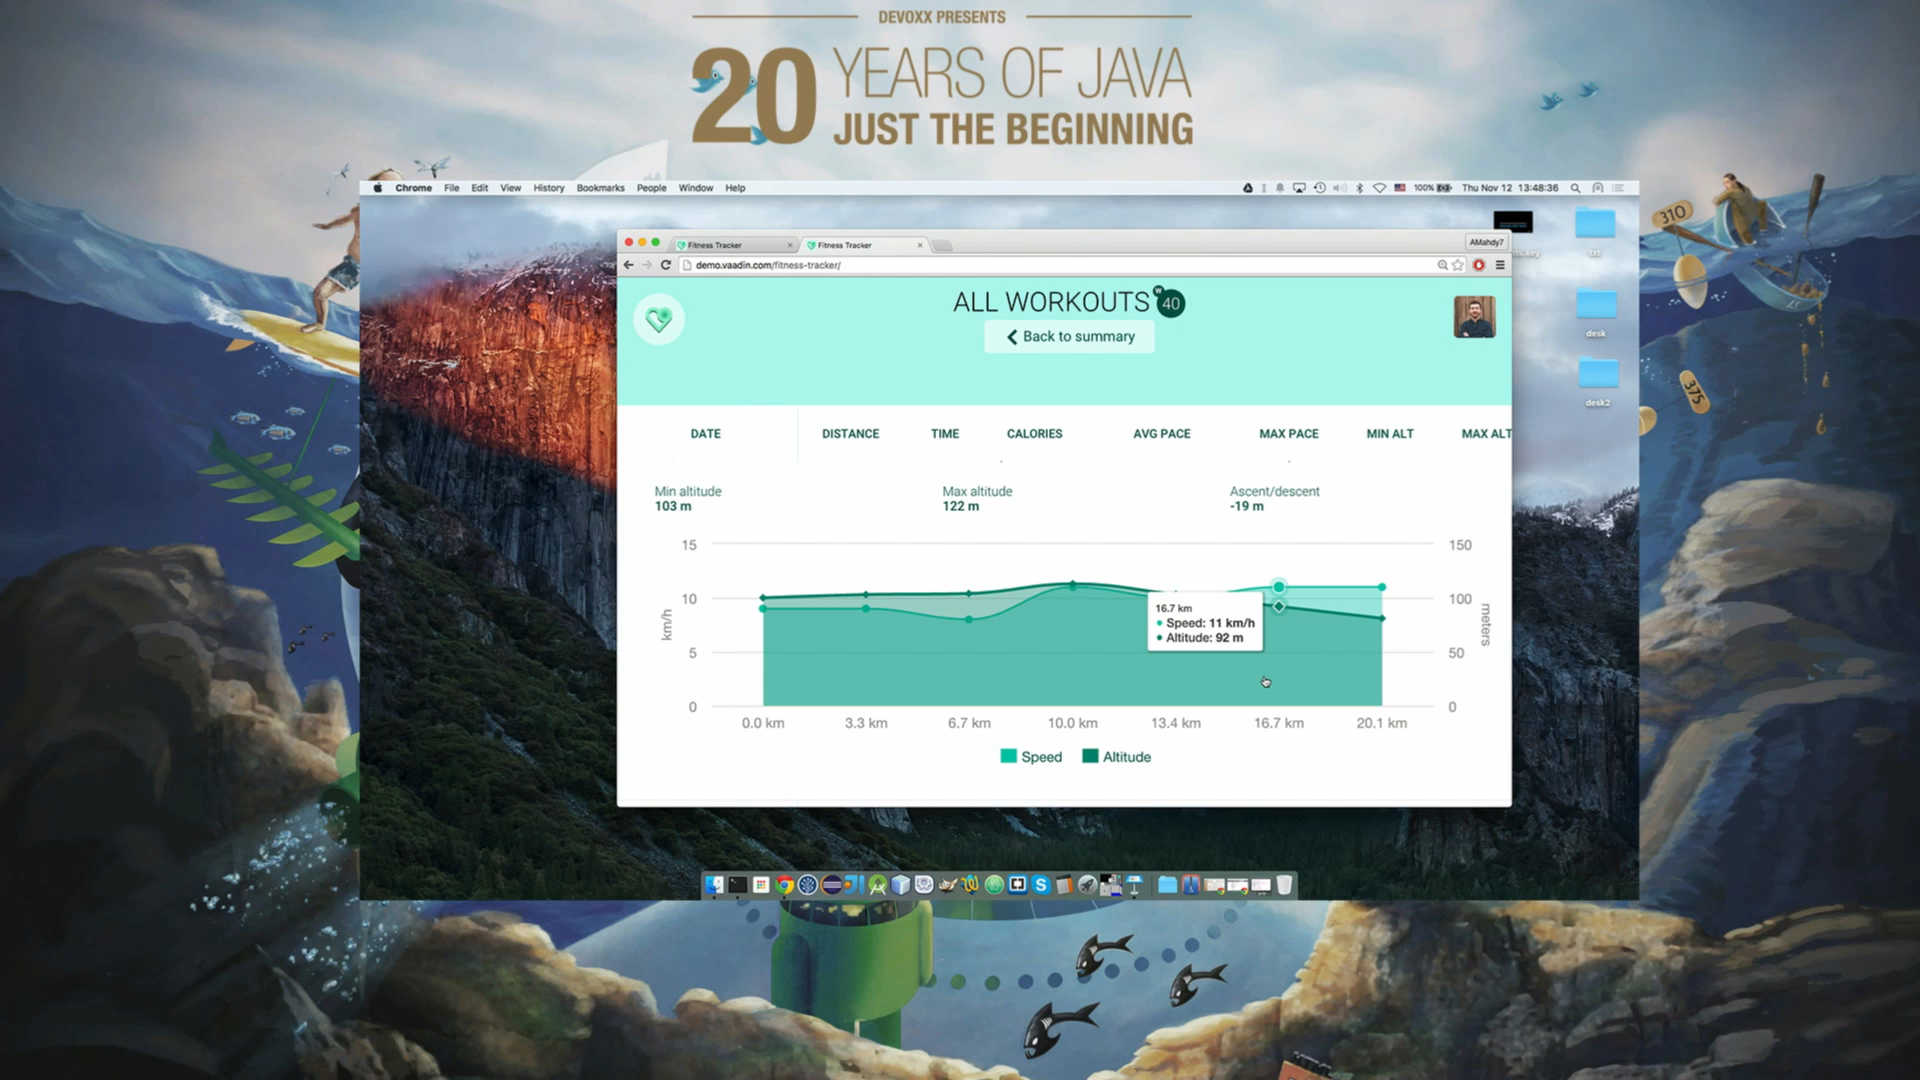 DEVOXX PRESENTS
20 YEARS OF JAVA
JUST THE BEGINNING
Chrome File Edit View History Bookmarks People Window Help
100% Thu Nov 12 13:48:36
Fitness Tracker
Fitness Tracker
AMahdy7
demo.vaadin.com/fitness-tracker/
ALL WORKOUTS
W
40
Back to summary
DATE DISTANCE TIME CALORIES AVG PACE MAX PACE MIN ALT MAX ALT
Min altitude
103 m
Max altitude
122 m
Ascent/descent
-19 m
15
10
5
0
km/h
150
100
50
0
meters
16.7 km
Speed: 11 km/h
Altitude: 92 m
0.0 km 3.3 km 6.7 km 10.0 km 13.4 km 16.7 km 20.1 km
Speed Altitude
desk
desk2
310
375